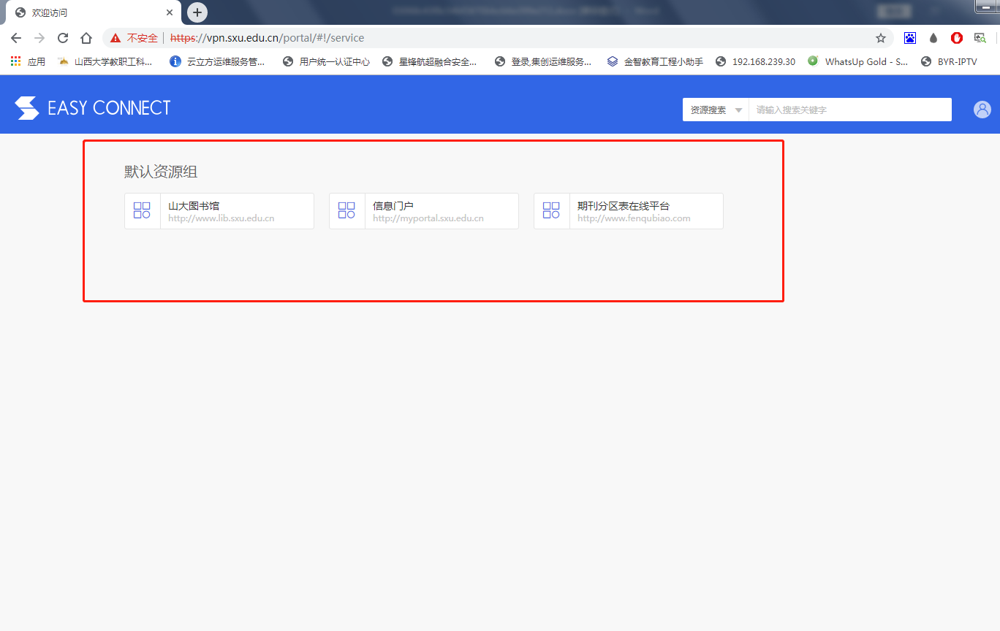 欢迎访问
不安全 https://vpn.sxu.edu.cn/portal/#!/service
应用 山西大学教职工科... 云立方运维服务管... 用户统一认证中心 星锋航超融合安全... 登录,集创运维服务... 金智教育工程小助手 192.168.239.30 WhatsUp Gold - S... BYR-IPTV
EASY CONNECT
资源搜索 请输入搜索关键字
默认资源组
山大图书馆
http://www.lib.sxu.edu.cn
信息门户
http://myportal.sxu.edu.cn
期刊分区表在线平台
http://www.fenqubiao.com